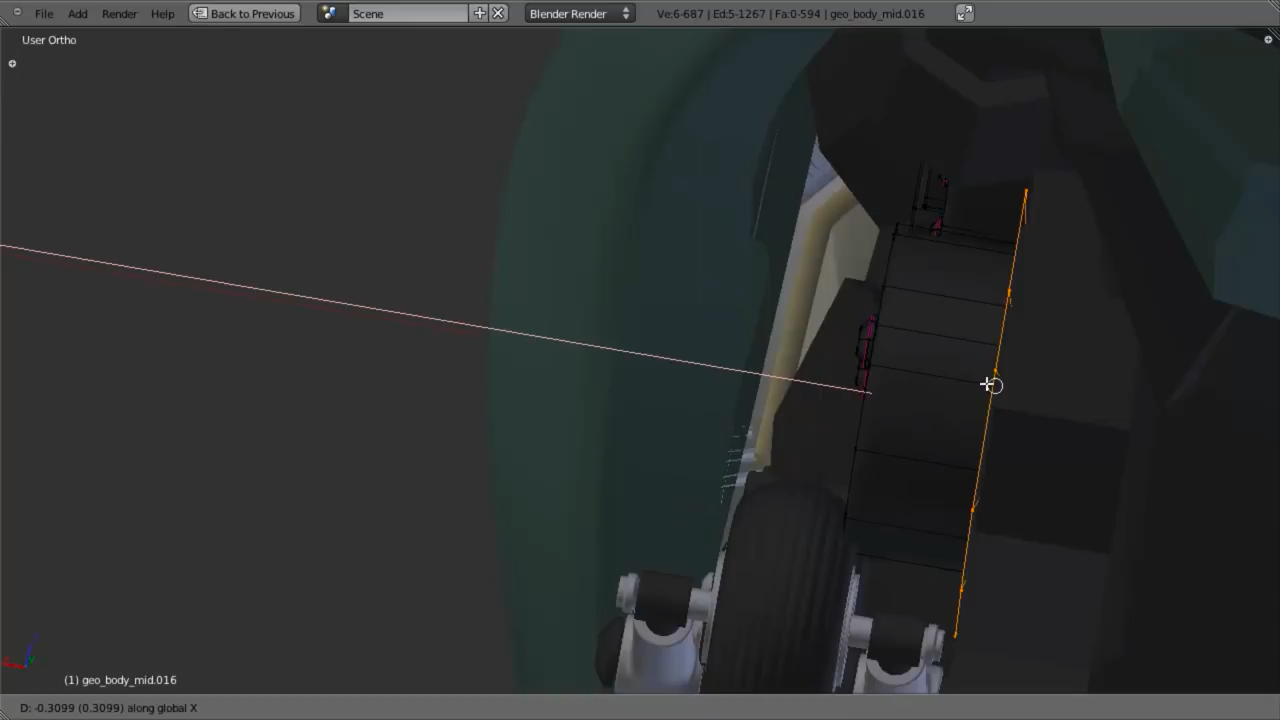 File Add Render Help Back to Previous Scene Blender Render Ve:6-687 | Ed:5-1267 | Fa:0-594 | geo_body_mid.016
User Ortho
(1) geo_body_mid.016
D: -0.3099 (0.3099) along global X